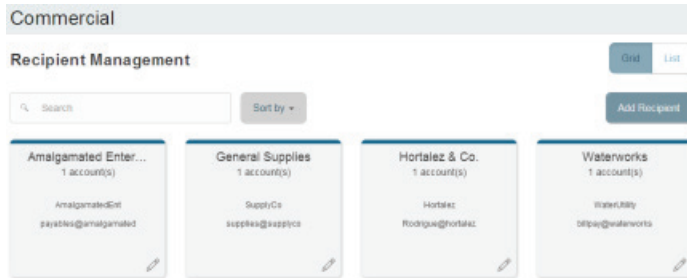 Commercial
Recipient Management
Grid List
Search Sort by Add Recipient
Amalgamated Enter... General Supplies Hortalez & Co. Waterworks
1 account(s) 1 account(s) 1 account(s) 1 account(s)
AmalgamatedEnt SupplyCo Hortalez WaterUtility
payables@amalgamated supplies@supplyco Rodrigue@hortalez billpay@waterworks